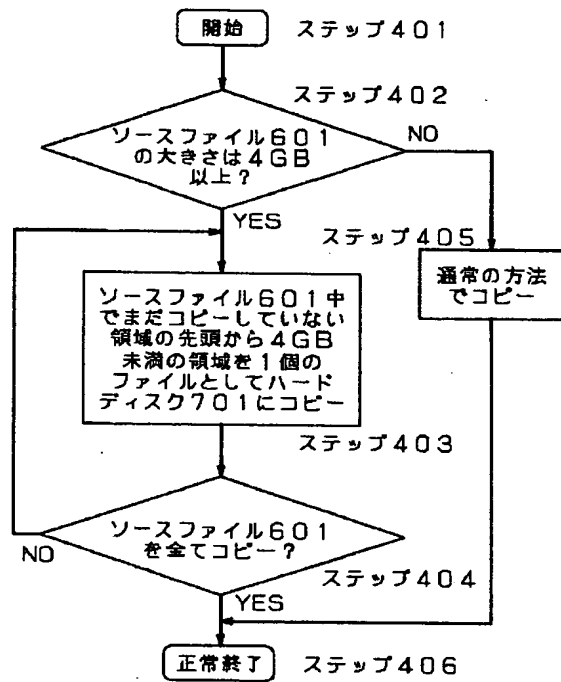 開始
ステップ401
ステップ402
ソースファイル601
の大きさは4GB
以上?
NO
YES
ステップ405
通常の方法
でコピー
ソースファイル601中
でまだコピーしていない
領域の先頭から4GB
未満の領域を1個の
ファイルとしてハード
ディスク701にコピー
ステップ403
ソースファイル601
を全てコピー?
NO
ステップ404
YES
正常終了
ステップ406